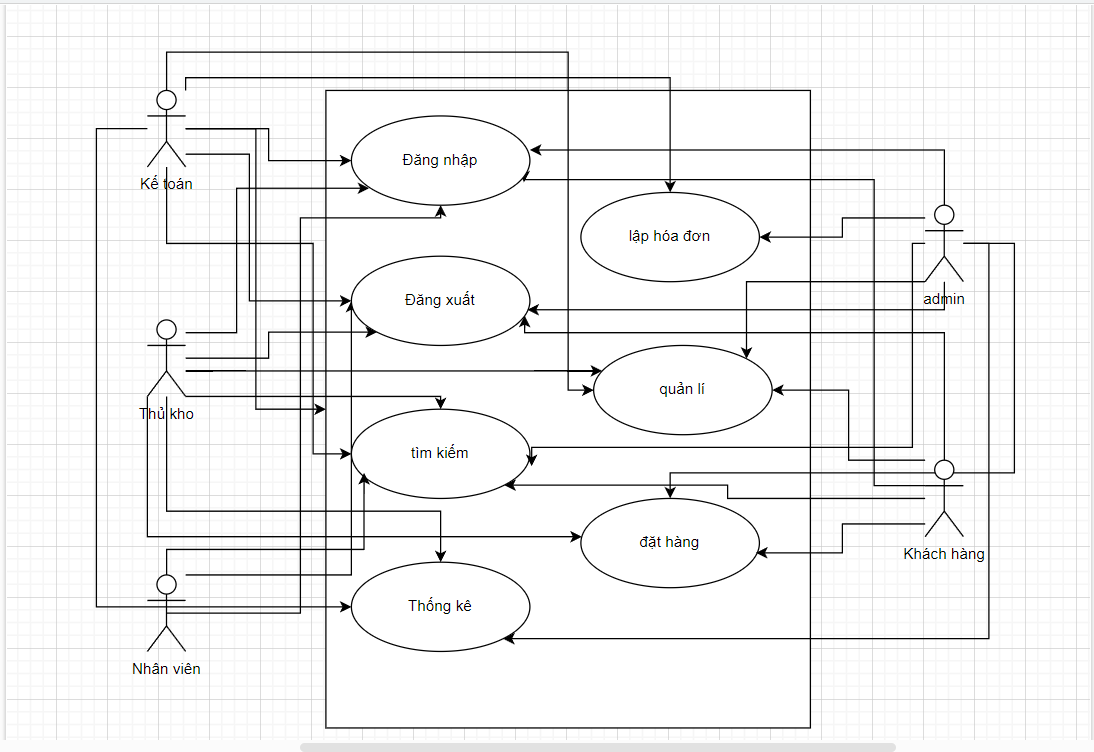 Đăng nhập
Kế toán
lập hóa đơn
Đăng xuất
admin
quản lí
Thủ kho
tìm kiếm
đặt hàng
Khách hàng
Thống kê
Nhân viên